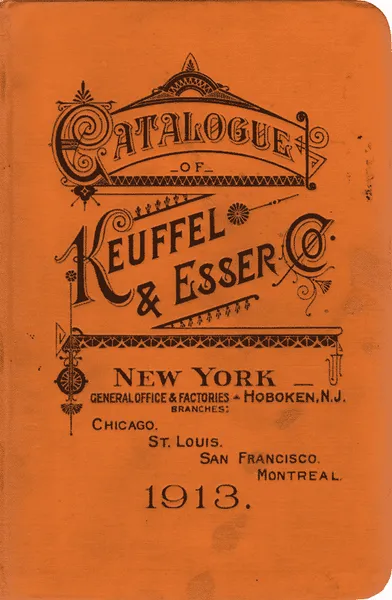 CATALOGUE
OF
KEUFFEL
& ESSER CO.
NEW YORK
GENERAL OFFICE & FACTORIES - HOBOKEN, N.J.
BRANCHES:
CHICAGO.
ST. LOUIS.
SAN FRANCISCO.
MONTREAL.
1913.